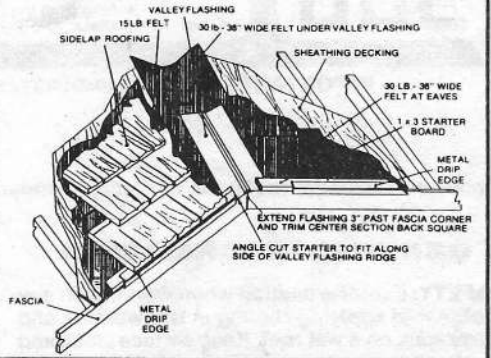 VALLEY FLASHING
15 LB FELT
30 lb - 36" WIDE FELT UNDER VALLEY FLASHING
SIDELAP ROOFING
SHEATHING DECKING
30 LB - 36" WIDE
FELT AT EAVES
1 x 3 STARTER
BOARD
METAL
DRIP
EDGE
EXTEND FLASHING 3" PAST FASCIA CORNER
AND TRIM CENTER SECTION BACK SQUARE
ANGLE CUT STARTER TO FIT ALONG
SIDE OF VALLEY FLASHING RIDGE
FASCIA
METAL
DRIP
EDGE